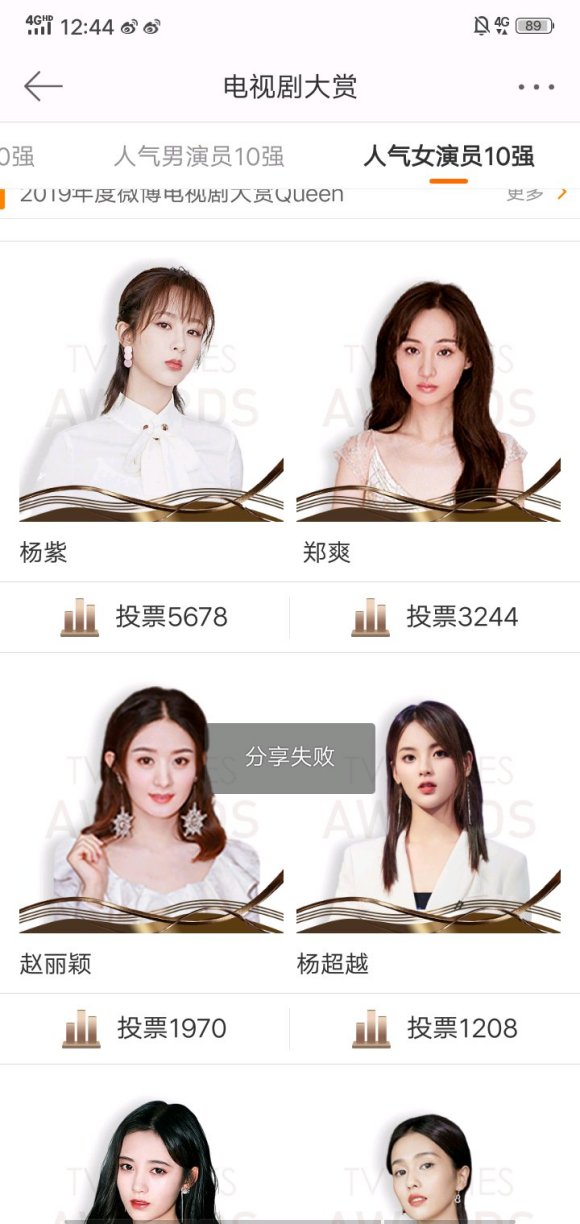 4G HD 12:44 4G 89
电视剧大赏
0强 人气男演员10强 人气女演员10强
2019年度微博电视剧大赏Queen 更多
杨紫 郑爽
投票5678 投票3244
分享失败
赵丽颖 杨超越
投票1970 投票1208